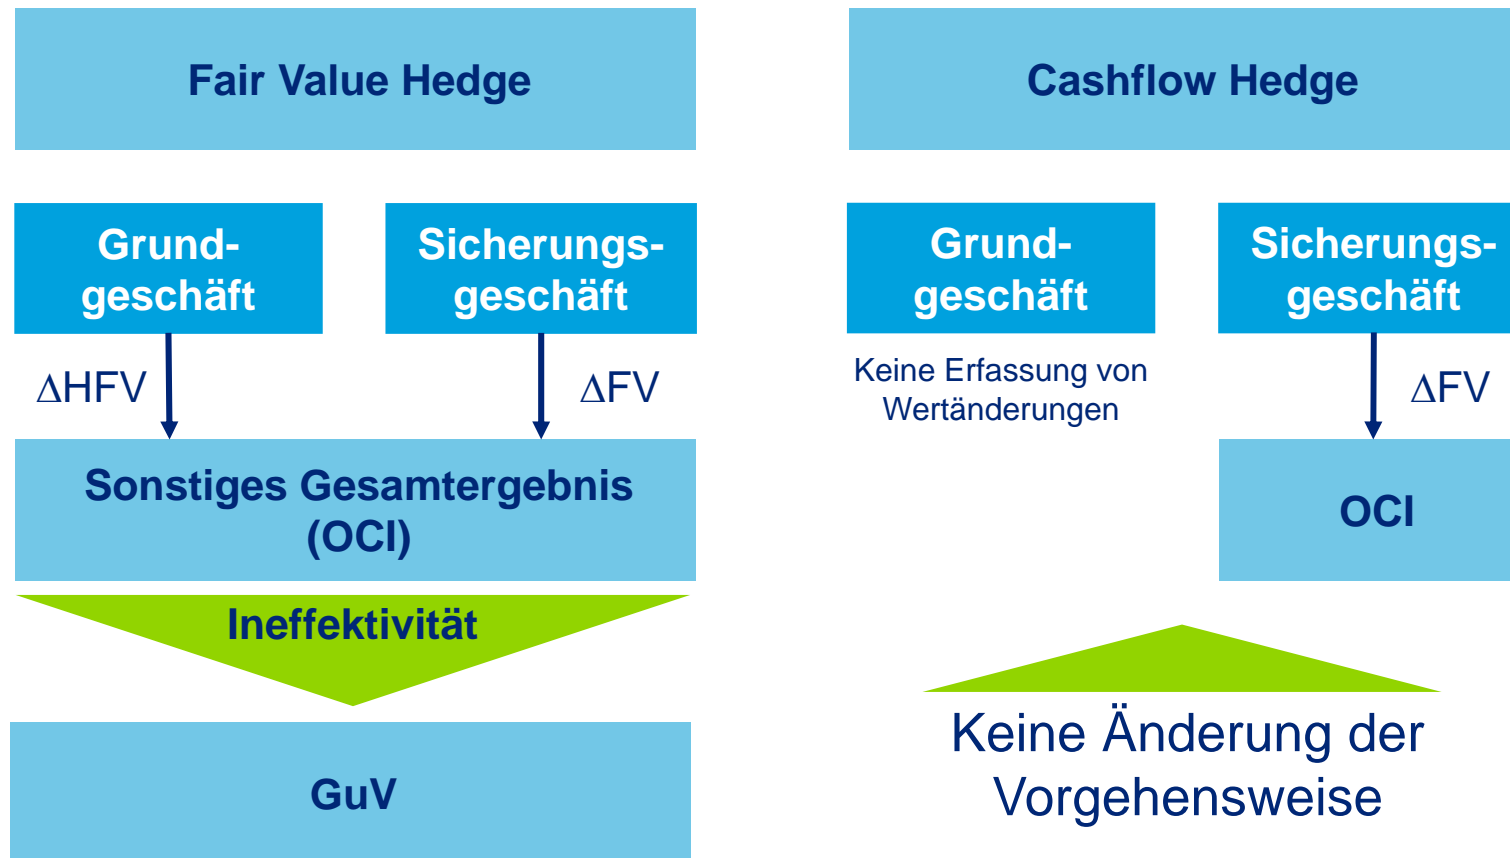 Fair Value Hedge
Grund-
geschäft
Sicherungs-
geschäft
ΔHFV
ΔFV
Sonstiges Gesamtergebnis
(OCI)
Ineffektivität
GuV
Cashflow Hedge
Grund-
geschäft
Sicherungs-
geschäft
Keine Erfassung von
Wertänderungen
ΔFV
OCI
Keine Änderung der
Vorgehensweise